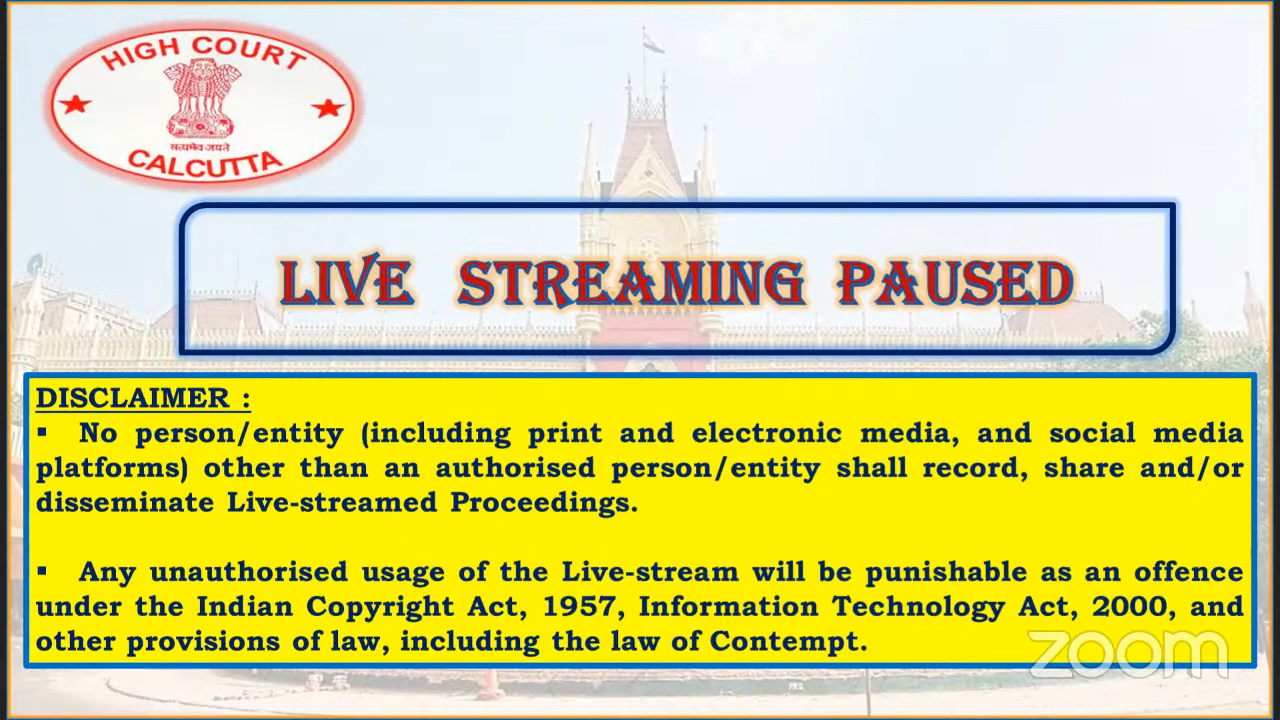 HIGH COURT
सत्यमेव जयते
CALCUTTA
LIVE STREAMING PAUSED
DISCLAIMER :
▪ No person/entity (including print and electronic media, and social media
platforms) other than an authorised person/entity shall record, share and/or
disseminate Live-streamed Proceedings.
▪ Any unauthorised usage of the Live-stream will be punishable as an offence
under the Indian Copyright Act, 1957, Information Technology Act, 2000, and
other provisions of law, including the law of Contempt.
zoom